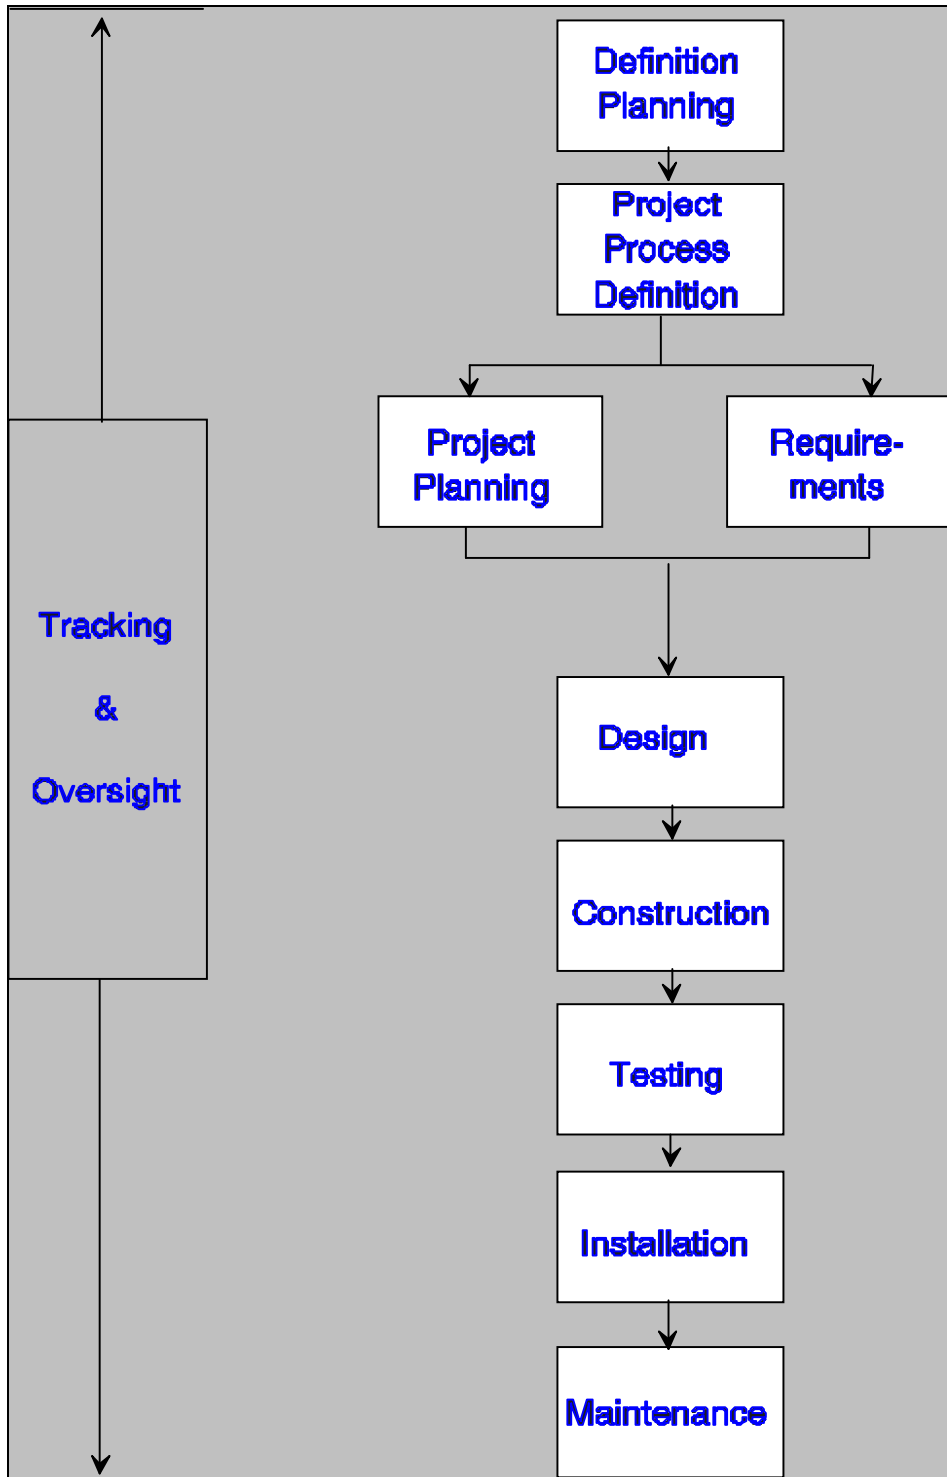 Definition
Planning
Project
Process
Definition
Project
Planning
Require-
ments
Tracking
&
Oversight
Design
Construction
Testing
Installation
Maintenance